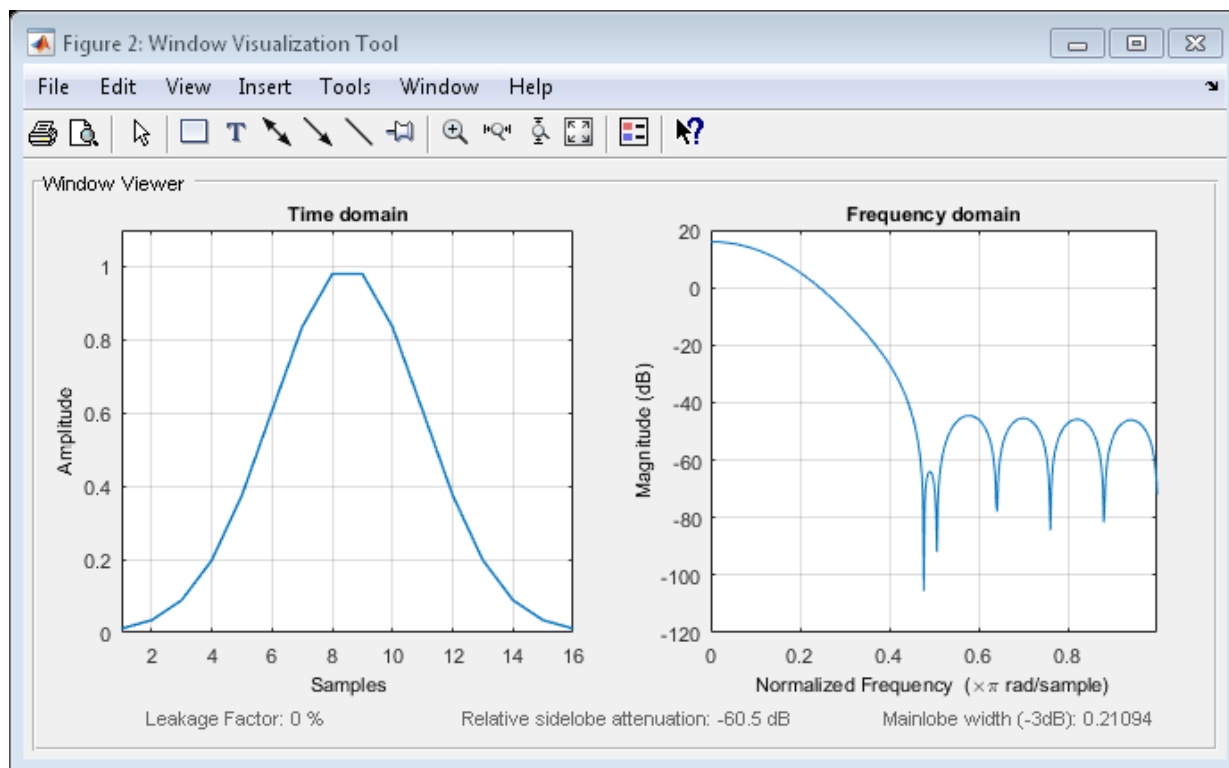 Figure 2: Window Visualization Tool
File Edit View Insert Tools Window Help
T
?
Window Viewer
Time domain
1
0.8
0.6
0.4
0.2
0
Amplitude
2 4 6 8 10 12 14 16
Samples
Frequency domain
20
0
-20
-40
-60
-80
-100
-120
Magnitude (dB)
0 0.2 0.4 0.6 0.8
Normalized Frequency (×π rad/sample)
Leakage Factor: 0 % Relative sidelobe attenuation: -60.5 dB Mainlobe width (-3dB): 0.21094